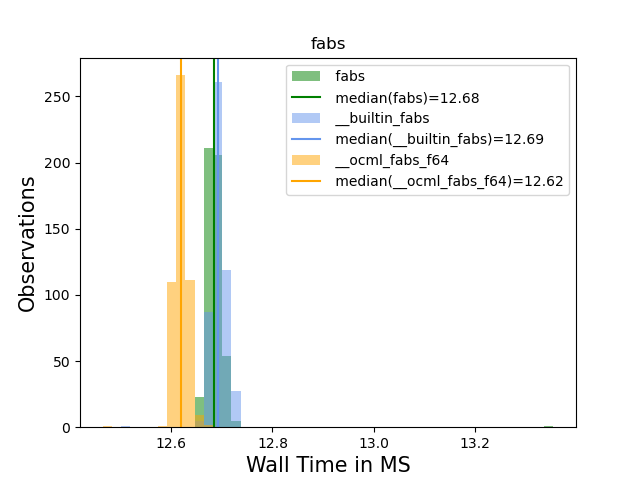 fabs
fabs
median(fabs)=12.68
__builtin_fabs
median(__builtin_fabs)=12.69
__ocml_fabs_f64
median(__ocml_fabs_f64)=12.62
Observations
250
200
150
100
50
0
12.6 12.8 13.0 13.2
Wall Time in MS